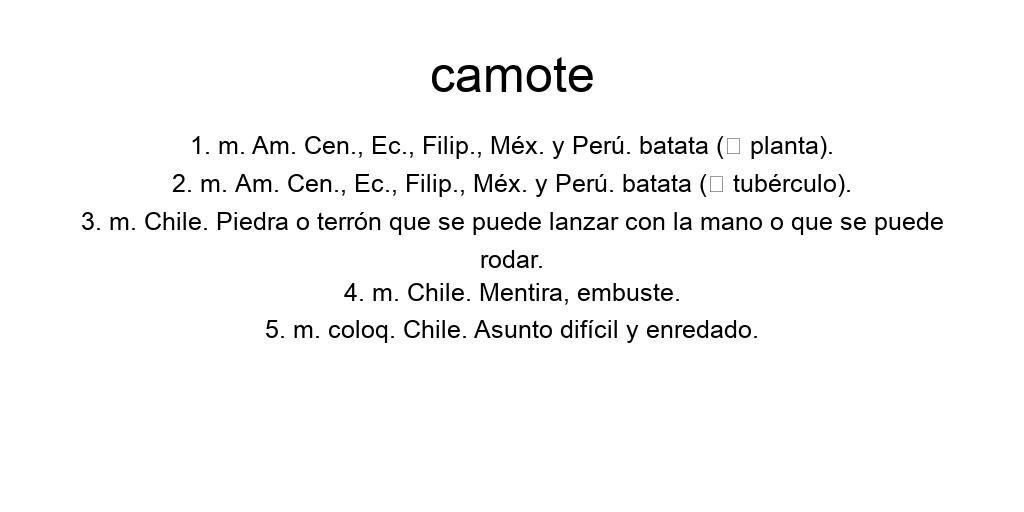 camote
1. m. Am. Cen., Ec., Filip., Méx. y Perú. batata (□ planta).
2. m. Am. Cen., Ec., Filip., Méx. y Perú. batata (□ tubérculo).
3. m. Chile. Piedra o terrón que se puede lanzar con la mano o que se puede
rodar.
4. m. Chile. Mentira, embuste.
5. m. coloq. Chile. Asunto difícil y enredado.